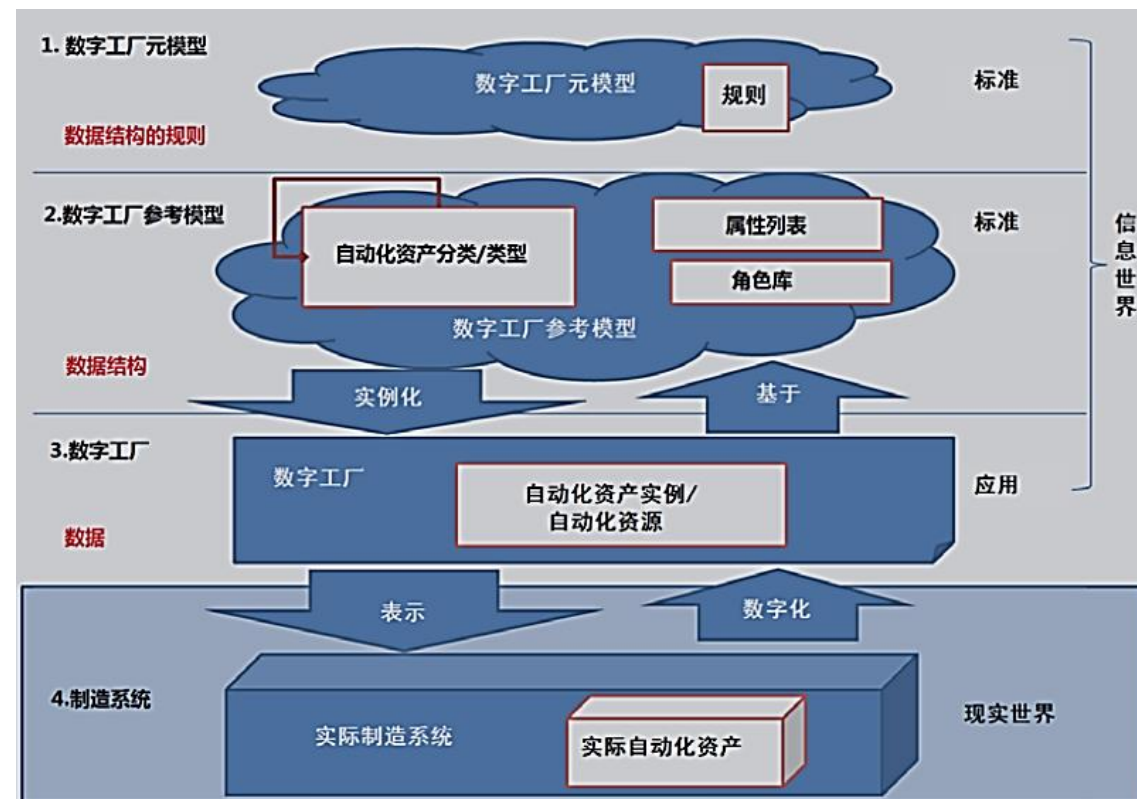 1. 数字工厂元模型
数字工厂元模型
规则
标准
数据结构的规则
2.数字工厂参考模型
自动化资产分类/类型
属性列表
角色库
标准
数字工厂参考模型
数据结构
实例化
基于
信息世界
3.数字工厂
数字工厂
自动化资产实例/
自动化资源
应用
数据
表示
数字化
4.制造系统
实际制造系统
实际自动化资产
现实世界